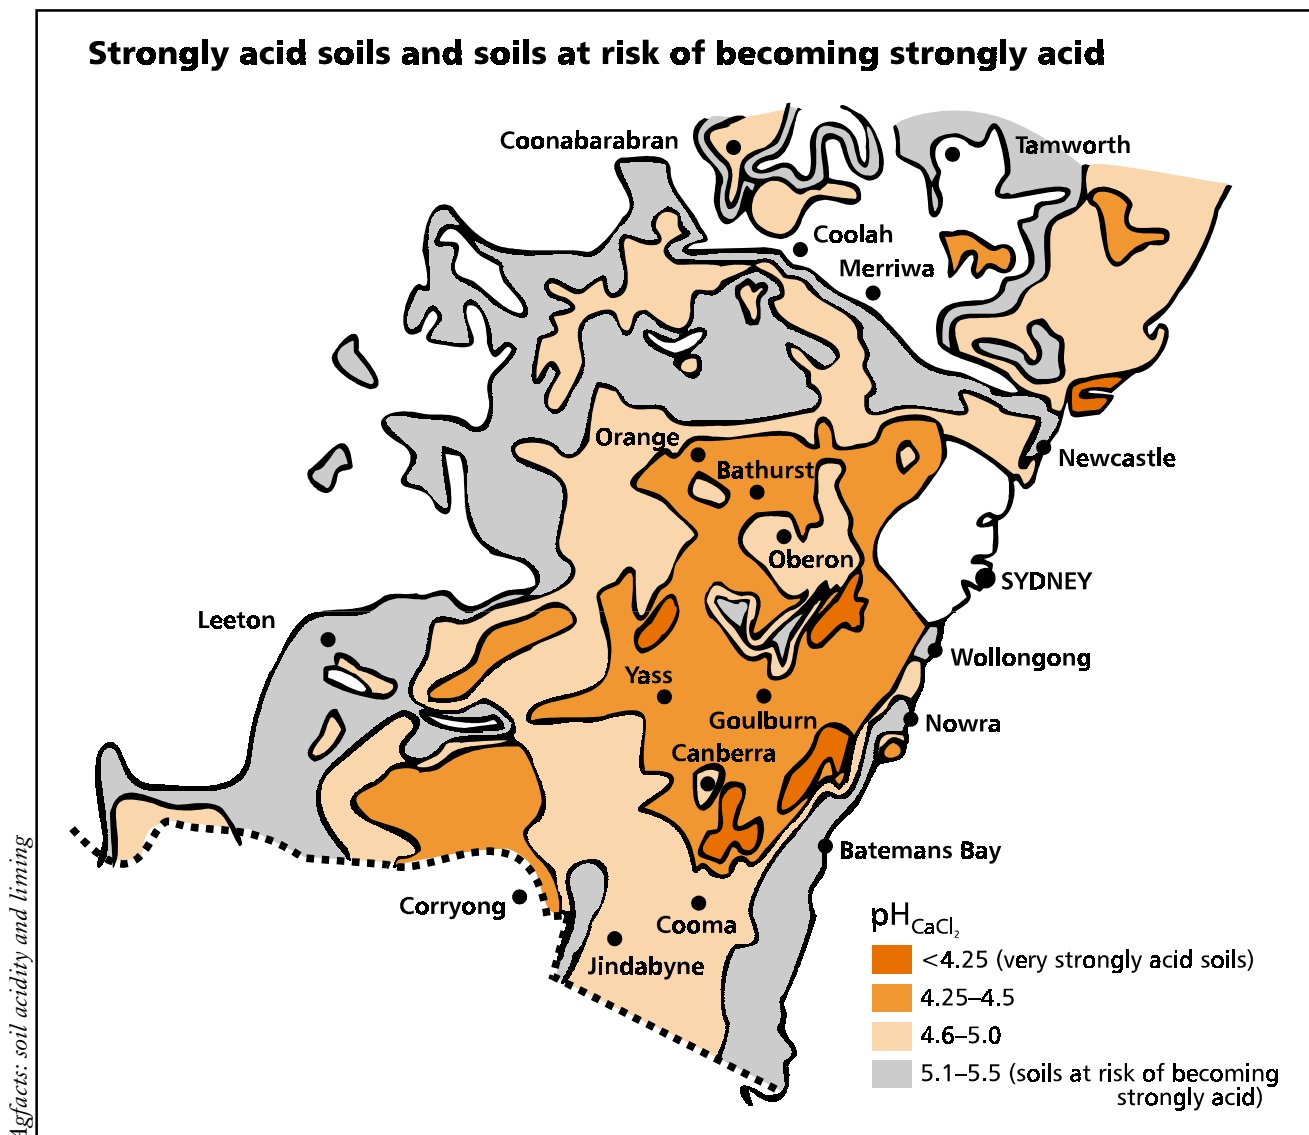 Strongly acid soils and soils at risk of becoming strongly acid
Coonabarabran
Tamworth
Coolah
Merriwa
Orange
Bathurst
Newcastle
Oberon
SYDNEY
Leeton
Wollongong
Yass
Goulburn
Nowra
Canberra
Batemans Bay
Corryong
Cooma
Jindabyne
pH CaCl₂
<4.25 (very strongly acid soils)
4.25–4.5
4.6–5.0
5.1–5.5 (soils at risk of becoming
strongly acid)
Agfacts: soil acidity and liming